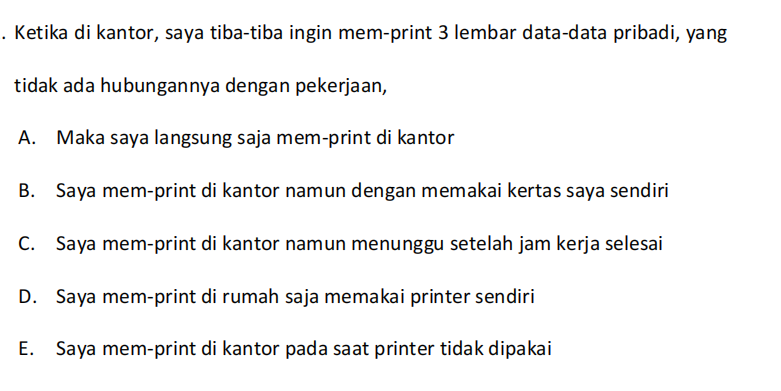 . Ketika di kantor, saya tiba-tiba ingin mem-print 3 lembar data-data pribadi, yang
tidak ada hubungannya dengan pekerjaan,
A. Maka saya langsung saja mem-print di kantor
B. Saya mem-print di kantor namun dengan memakai kertas saya sendiri
C. Saya mem-print di kantor namun menunggu setelah jam kerja selesai
D. Saya mem-print di rumah saja memakai printer sendiri
E. Saya mem-print di kantor pada saat printer tidak dipakai